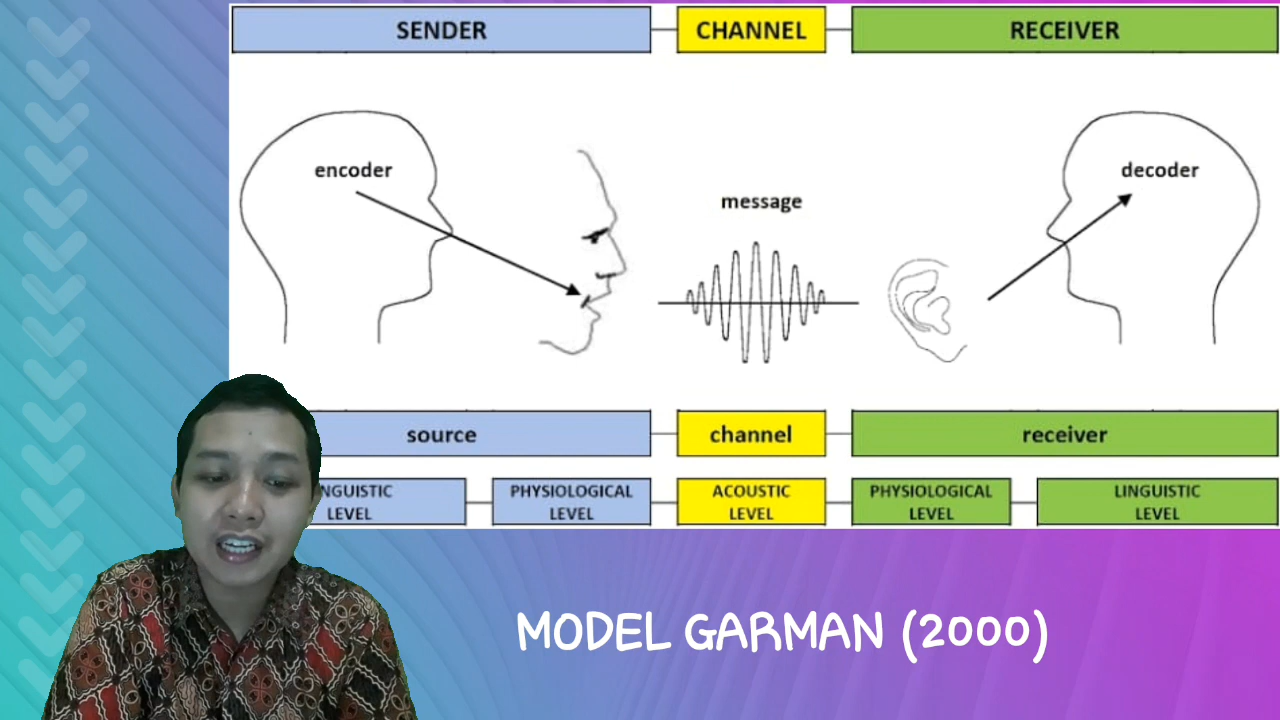 SENDER
CHANNEL
RECEIVER
encoder
decoder
message
source
channel
receiver
NGUISTIC
LEVEL
PHYSIOLOGICAL
LEVEL
ACOUSTIC
LEVEL
PHYSIOLOGICAL
LEVEL
LINGUISTIC
LEVEL
MODEL GARMAN (2000)